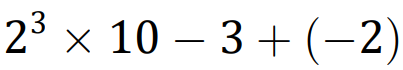 2³ × 10 − 3 + (−2)